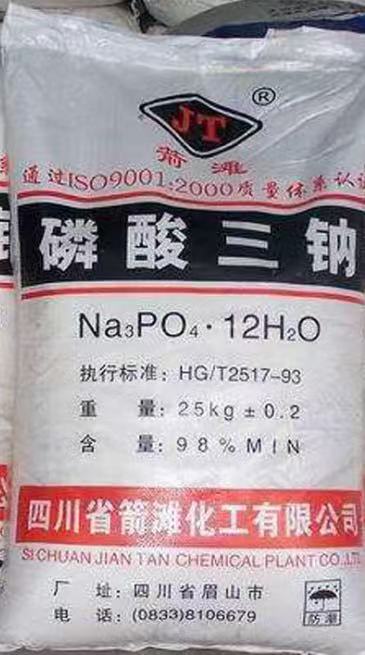 JT ®
箭滩
通过ISO9001:2000质量体系认证
磷酸三钠
Na₃PO₄·12H₂O
执行标准: HG/T2517-93
重 量: 25kg±0.2
含 量: 98%MIN
四川省箭滩化工有限公司
SICHUAN JIAN TAN CHEMICAL PLANT CO.,LTD
厂 址: 四川省眉山市
电 话: (0833)8106679
防潮